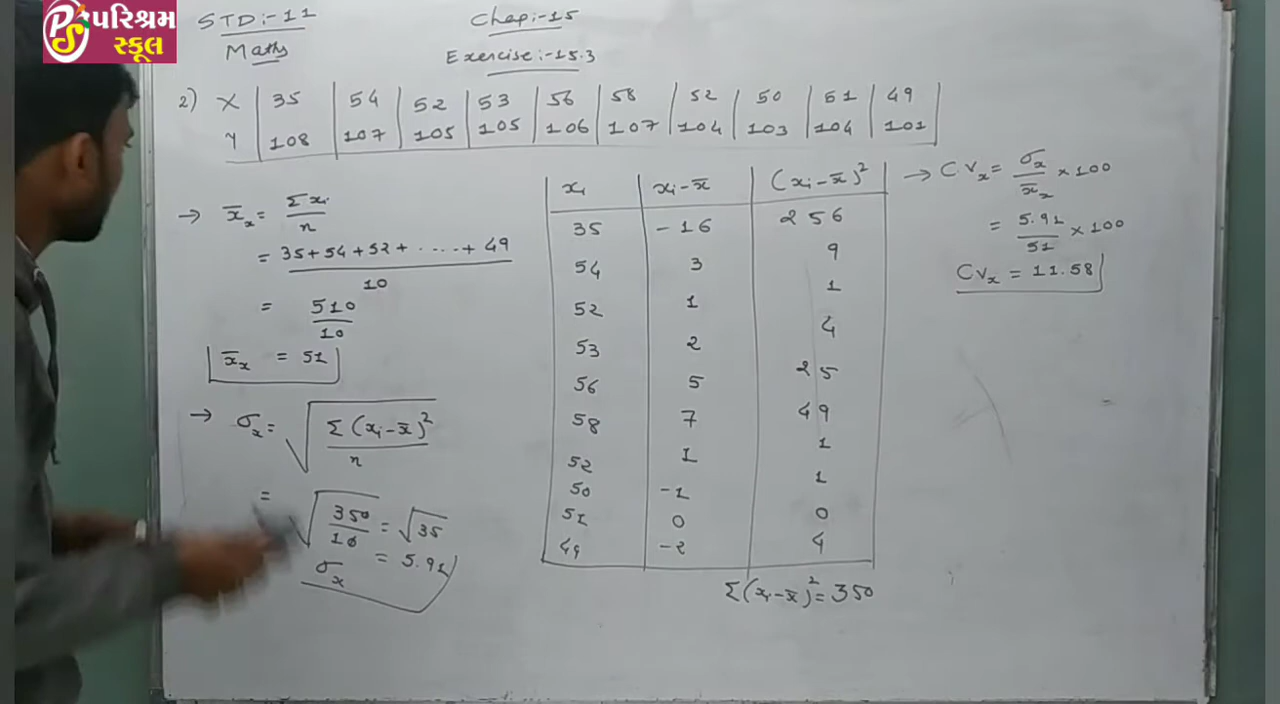 પરિશ્રમ
સ્કૂલ
STD:-11
Maths
Chap:-15
Exercise:-15.3
2) X | 35 | 54 | 52 | 53 | 56 | 58 | 52 | 50 | 51 | 49
Y | 108 | 107 | 105 | 105 | 106 | 107 | 104 | 103 | 104 | 101
→ x̄ₓ = Σxᵢ/n
= 35+54+52+.....+49 / 10
= 510/10
x̄ₓ = 51
→ σₓ = √(Σ(xᵢ-x̄)²/n)
= √(350/10) = √35
σₓ = 5.91
xᵢ | xᵢ-x̄ | (xᵢ-x̄)²
35 | -16 | 256
54 | 3 | 9
52 | 1 | 1
53 | 2 | 4
56 | 5 | 25
58 | 7 | 49
52 | 1 | 1
50 | -1 | 1
51 | 0 | 0
49 | -2 | 4
Σ(xᵢ-x̄)² = 350
→ CVₓ = σₓ/x̄ₓ × 100
= 5.91/51 × 100
CVₓ = 11.58